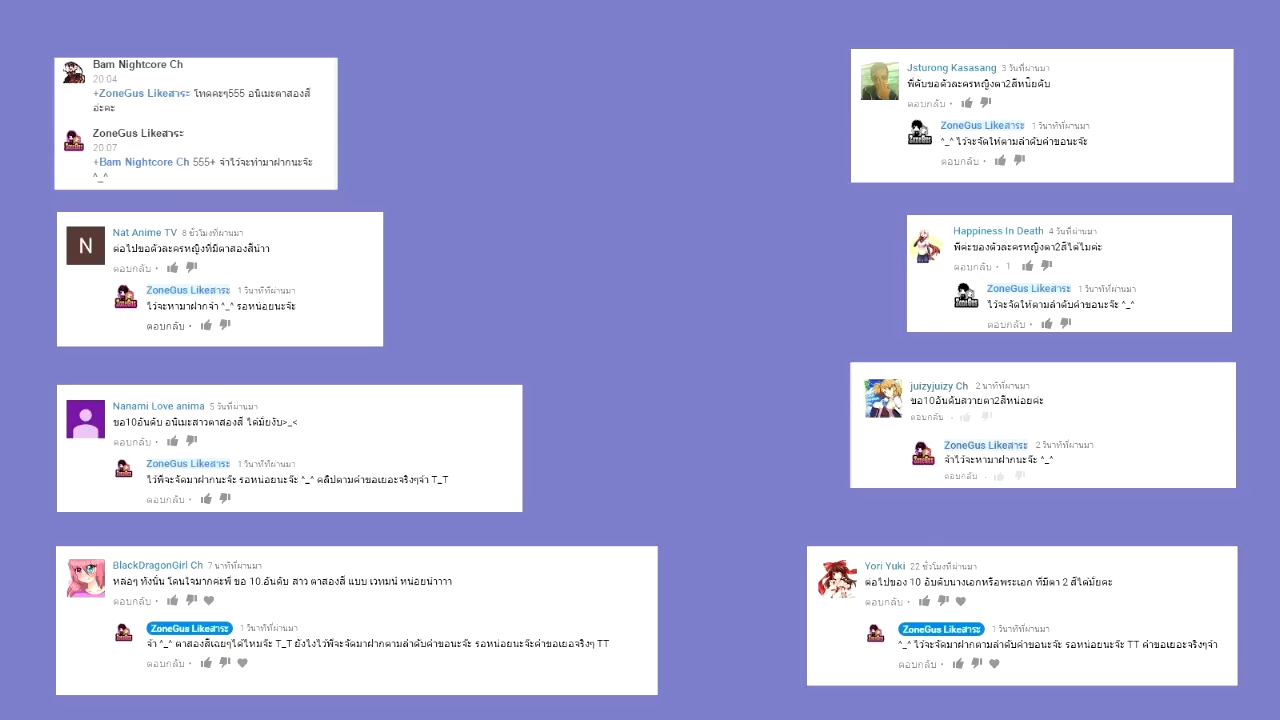 Bam Nightcore Ch
20:04
+ZoneGus Likeสาระ โทดคะๆ555 อนิเมะตาสองสี
อ่ะคะ
ZoneGus Likeสาระ
20:07
+Bam Nightcore Ch 555+ จ้าไว้จะทำมาฝากนะจ๊ะ
^_^
N
Nat Anime TV 8 ชั่วโมงที่ผ่านมา
ต่อไปขอตัวละครหญิงที่มีตาสองสีน้าา
ตอบกลับ •
ZoneGus Likeสาระ 1 วินาทีที่ผ่านมา
ไว้จะหามาฝากจ้า ^_^ รอหน่อยนะจ๊ะ
ตอบกลับ •
Nanami Love anima 5 วันที่ผ่านมา
ขอ10อันดับ อนิเมะสาวตาสองสี ได้มั้ยงับ>_<
ตอบกลับ •
ZoneGus Likeสาระ 1 วินาทีที่ผ่านมา
ไว้พี่จะจัดมาฝากนะจ๊ะ รอหน่อยนะจ๊ะ ^_^ คลิปตามคำขอเยอะจริงๆจ้า T_T
ตอบกลับ •
BlackDragonGirl Ch 7 นาทีที่ผ่านมา
หล่อๆ ทั้งนั้น โดนใจมากค่ะพี่ ขอ 10 อันดับ สาว ตาสองสี แบบ เวทมน์ หน่อยน่าาาา
ตอบกลับ •
ZoneGus Likeสาระ 1 วินาทีที่ผ่านมา
จ้า ^_^ ตาสองสีเฉยๆได้ไหมจ๊ะ T_T ยังไงไว้พี่จะจัดมาฝากตามลำดับคำขอนะจ๊ะ รอหน่อยนะจ๊ะคำขอเยอจริงๆ TT
ตอบกลับ •
Jsturong Kasasang 3 วันที่ผ่านมา
พี่คับขอตัวละครหญิงตา2สีหน่ยคับ
ตอบกลับ •
ZoneGus Likeสาระ 1 วินาทีที่ผ่านมา
^_^ ไว้จะจัดให้ตามลำดับคำขอนะจ๊ะ
ตอบกลับ •
Happiness In Death 4 วันที่ผ่านมา
พี่คะของตัวละครหญิงตา2สีได้ไมค่ะ
ตอบกลับ • 1
ZoneGus Likeสาระ 1 วินาทีที่ผ่านมา
ไว้จะจัดให้ตามลำดับคำขอนะจ๊ะ ^_^
ตอบกลับ •
juizyjuizy Ch 2 นาทีที่ผ่านมา
ขอ10อันดับสวายตา2สีหน่อยค่ะ
ตอบกลับ •
ZoneGus Likeสาระ 2 วินาทีที่ผ่านมา
จ้าไว้จะหามาฝากนะจ๊ะ ^_^
ตอบกลับ •
Yori Yuki 22 ชั่วโมงที่ผ่านมา
ต่อไปของ 10 อับดับนางเอกหรือพระเอก ที่มีตา 2 สีได้มั้ยคะ
ตอบกลับ •
ZoneGus Likeสาระ 1 วินาทีที่ผ่านมา
^_^ ไว้จะจัดมาฝากตามลำดับคำขอนะจ๊ะ รอหน่อยนะจ๊ะ TT คำขอเยอะจริงๆจ้า
ตอบกลับ •